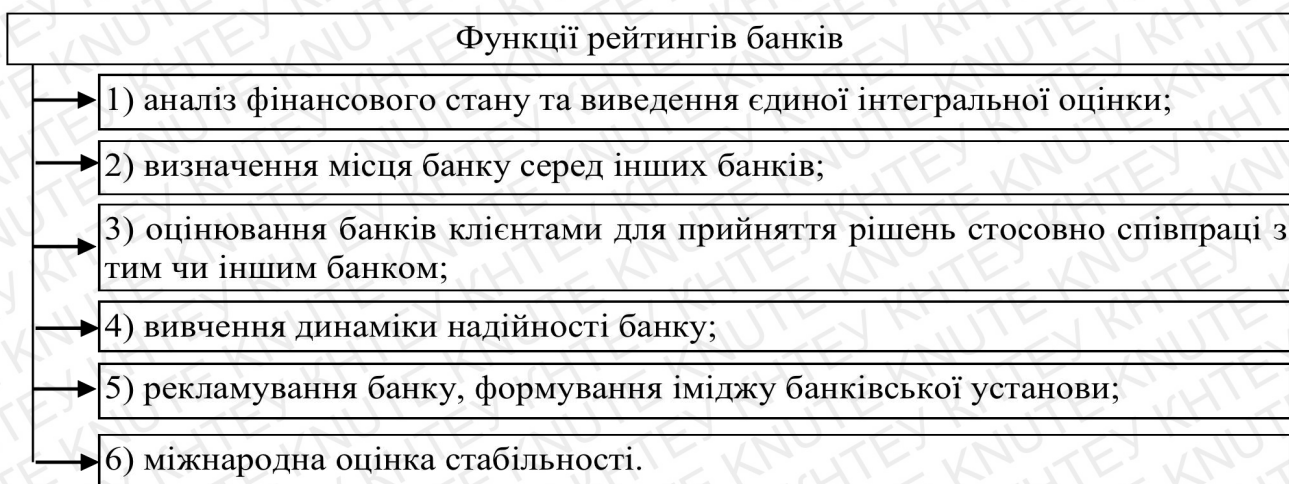 Функції рейтингів банків
1) аналіз фінансового стану та виведення єдиної інтегральної оцінки;
2) визначення місця банку серед інших банків;
3) оцінювання банків клієнтами для прийняття рішень стосовно співпраці з
тим чи іншим банком;
4) вивчення динаміки надійності банку;
5) рекламування банку, формування іміджу банківської установи;
6) міжнародна оцінка стабільності.